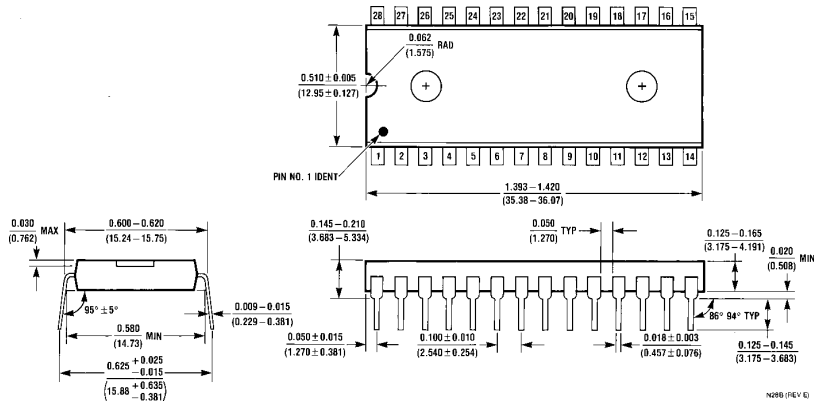 28 27 26 25 24 23 22 21 20 19 18 17 16 15
0.062
(1.575) RAD
0.510 ± 0.005
(12.95 ± 0.127)
PIN NO. 1 IDENT
1 2 3 4 5 6 7 8 9 10 11 12 13 14
1.393 – 1.420
(35.38 – 36.07)
0.030
(0.762) MAX
0.600 – 0.620
(15.24 – 15.75)
95° ± 5°
0.580
(14.73) MIN
0.009 – 0.015
(0.229 – 0.381)
0.625 + 0.025 − 0.015
(15.88 + 0.635 − 0.381)
0.145 – 0.210
(3.683 – 5.334)
0.050
(1.270) TYP
0.125 – 0.165
(3.175 – 4.191)
0.020
(0.508) MIN
0.050 ± 0.015
(1.270 ± 0.381)
0.100 ± 0.010
(2.540 ± 0.254)
0.018 ± 0.003
(0.457 ± 0.076)
86° 94° TYP
0.125 – 0.145
(3.175 – 3.683)
N28B (REV E)